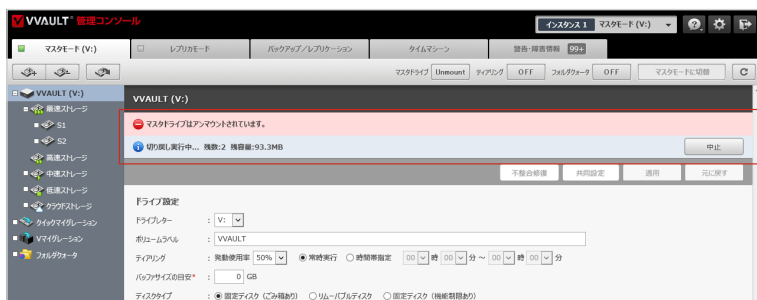 VVAULT 管理コンソール
インスタンス 1 マスタモード (V:)
マスタモード (V:) レプリカモード バックアップ／レプリケーション タイムマシーン 警告・障害情報 99+
マスタドライブ Unmount ティアリング OFF フォルダクォータ OFF マスタモードに切替
VVAULT (V:)
最速ストレージ
S1
S2
高速ストレージ
中速ストレージ
低速ストレージ
クラウドストレージ
クイックマイグレーション
Vマイグレーション
フォルダクォータ
VVAULT (V:)
マスタドライブはアンマウントされています。
切り戻し実行中... 残数:2 残容量:93.3MB 中止
不整合修復 共同設定 適用 元に戻す
ドライブ設定
ドライブレター : V:
ボリュームラベル : VVAULT
ティアリング : 発動使用率 50% 常時実行 時間帯指定 00 時 00 分 ～ 00 時 00 分
バッファサイズの目安* : 0 GB
ディスクタイプ : 固定ディスク (ごみ箱あり) リムーバブルディスク 固定ディスク (機能制限あり)